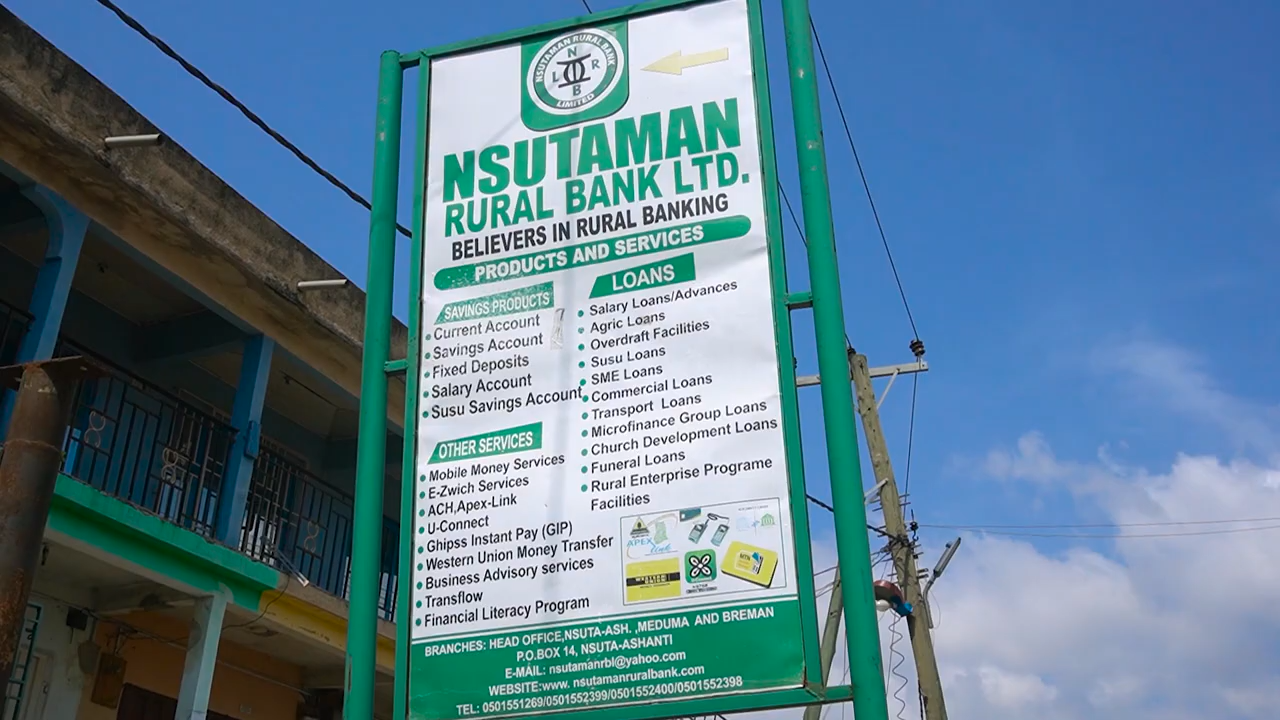 NSUTAMAN RURAL BANK
N
L R
B
LIMITED
NSUTAMAN
RURAL BANK LTD.
BELIEVERS IN RURAL BANKING
PRODUCTS AND SERVICES
SAVINGS PRODUCTS
Current Account
Savings Account
Fixed Deposits
Salary Account
Susu Savings Account
OTHER SERVICES
Mobile Money Services
E-Zwich Services
ACH,Apex-Link
U-Connect
Ghipss Instant Pay (GIP)
Western Union Money Transfer
Business Advisory services
Transflow
Financial Literacy Program
LOANS
Salary Loans/Advances
Agric Loans
Overdraft Facilities
Susu Loans
SME Loans
Commercial Loans
Transport Loans
Microfinance Group Loans
Church Development Loans
Funeral Loans
Rural Enterprise Programe
Facilities
APEX
link
BRANCHES: HEAD OFFICE,NSUTA-ASH. ,MEDUMA AND BREMAN
P.O.BOX 14, NSUTA-ASHANTI
E-MAIL: nsutamanrbl@yahoo.com
WEBSITE:www. nsutamanruralbank.com
TEL: 0501551269/0501552399/0501552400/0501552398